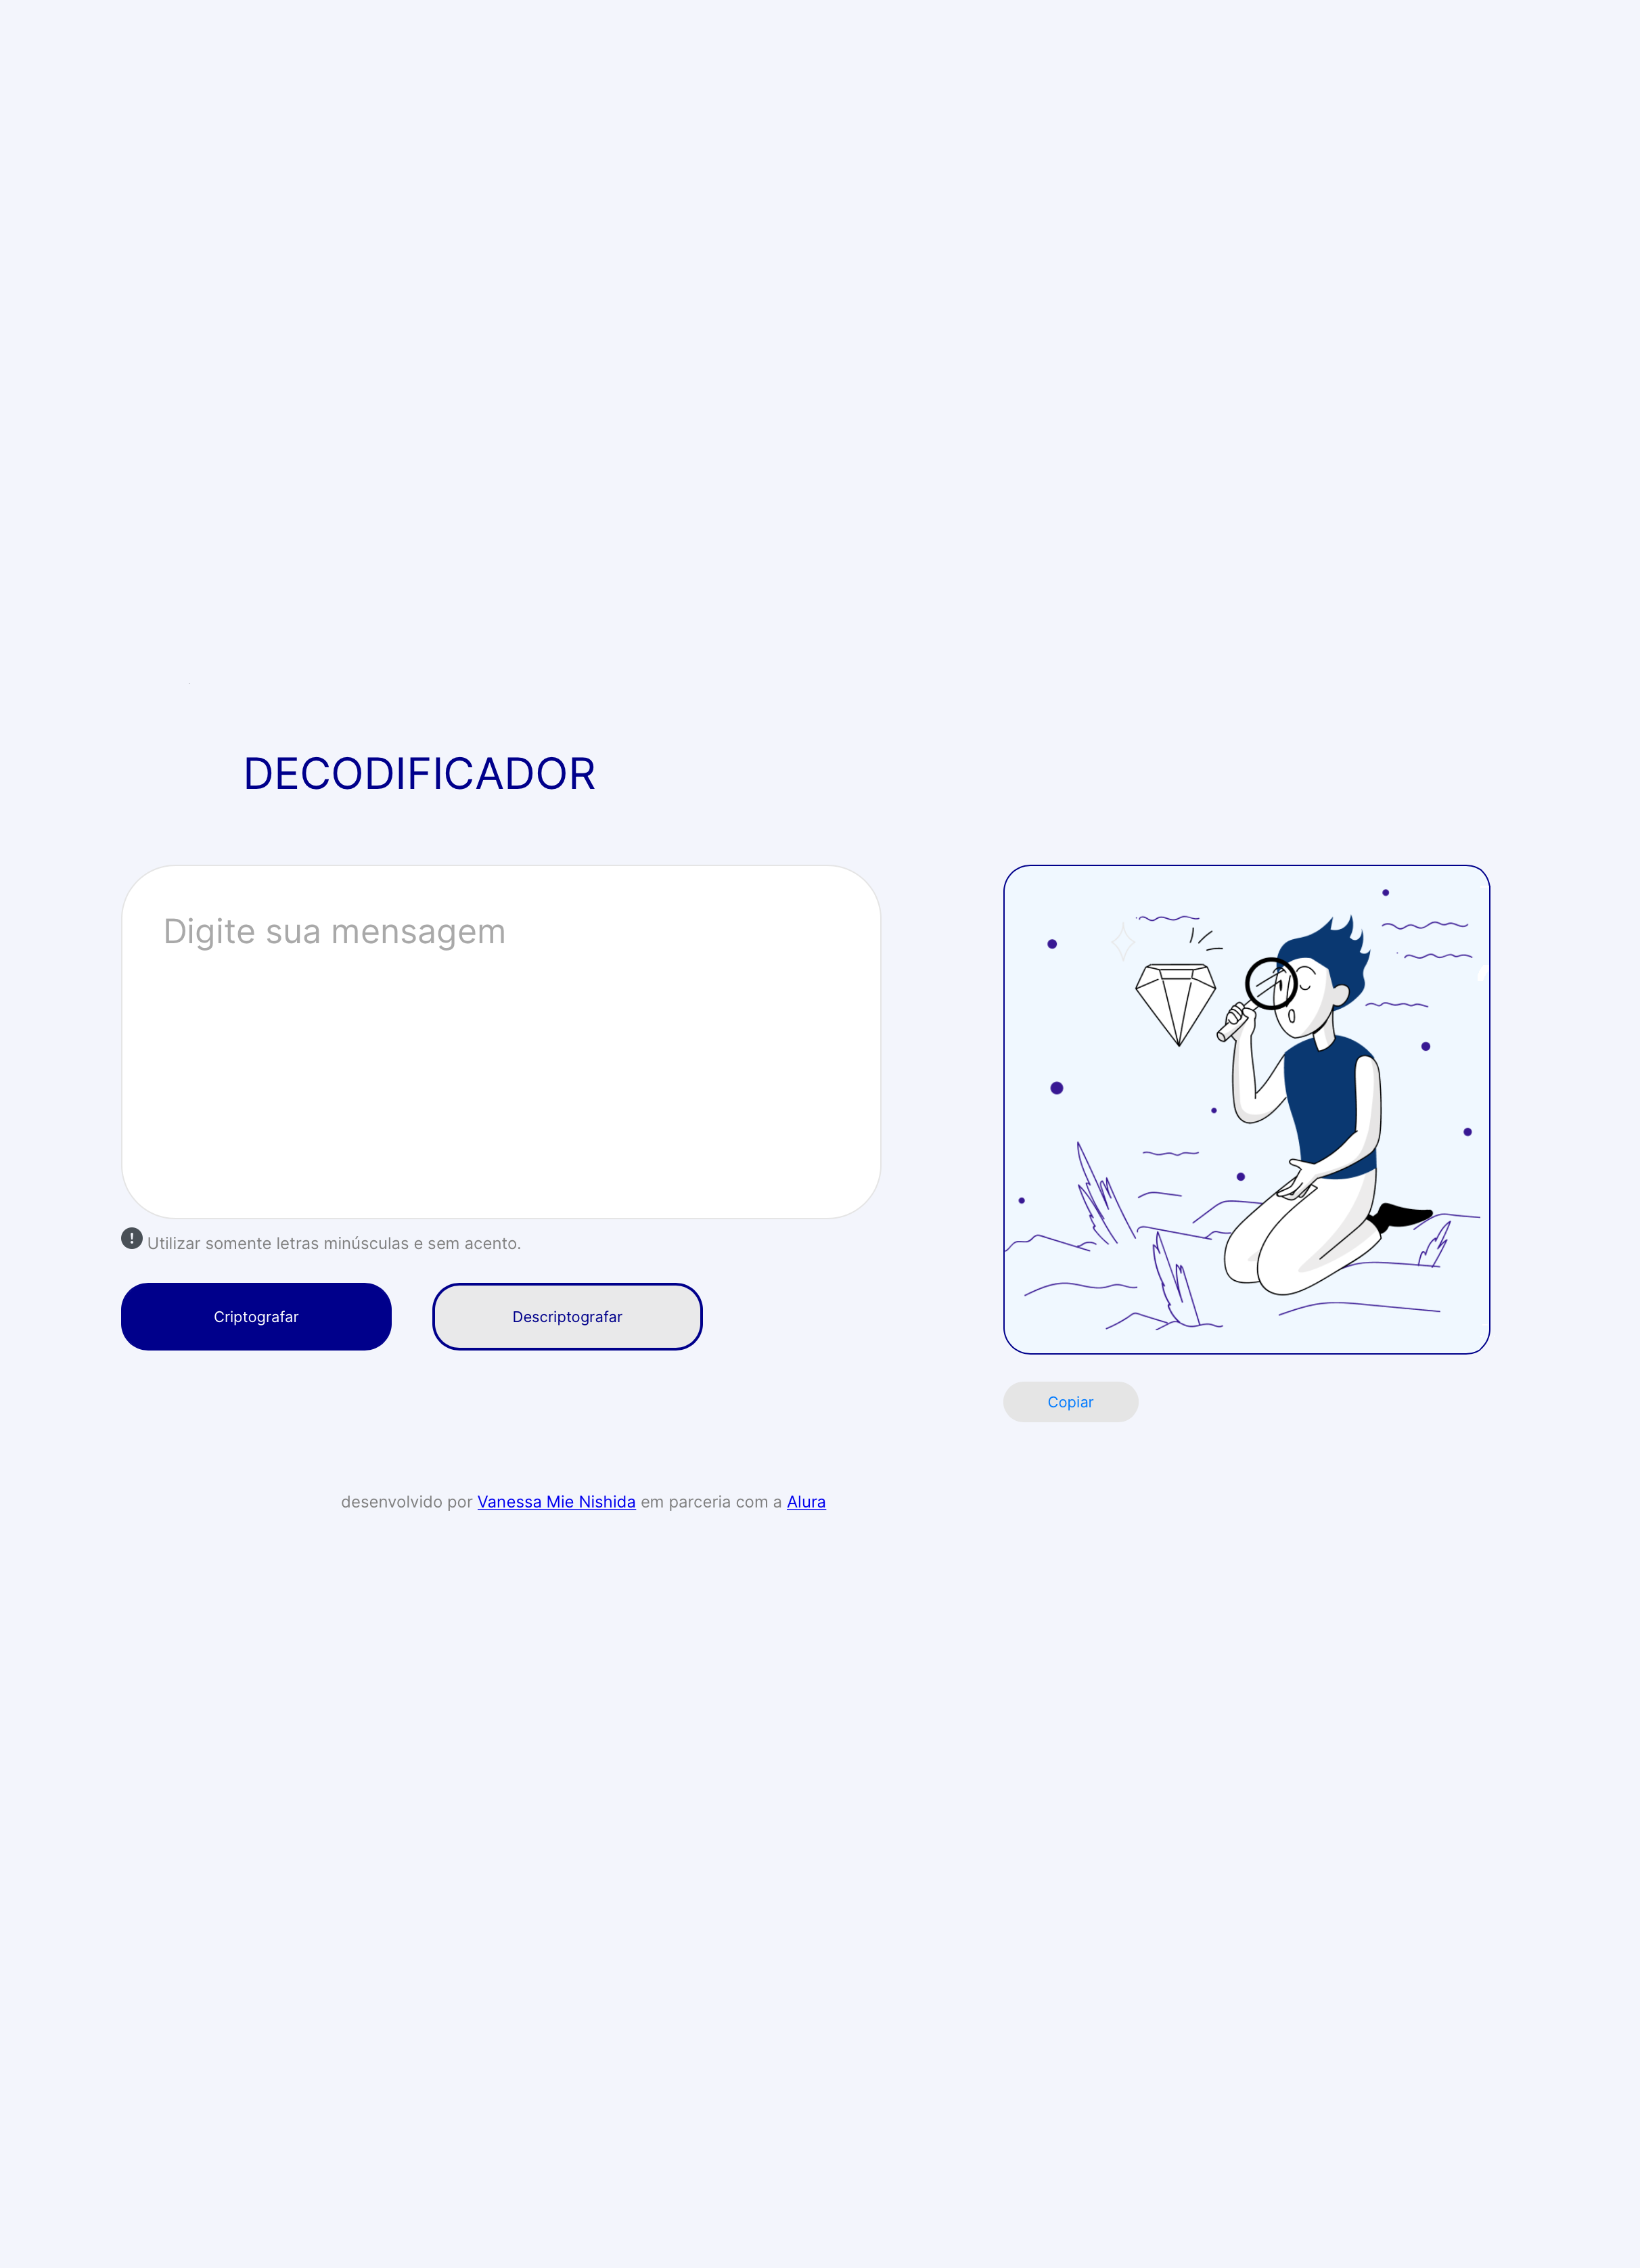 DECODIFICADOR
Digite sua mensagem
! Utilizar somente letras minúsculas e sem acento.
Criptografar
Descriptografar
Copiar
desenvolvido por Vanessa Mie Nishida em parceria com a Alura